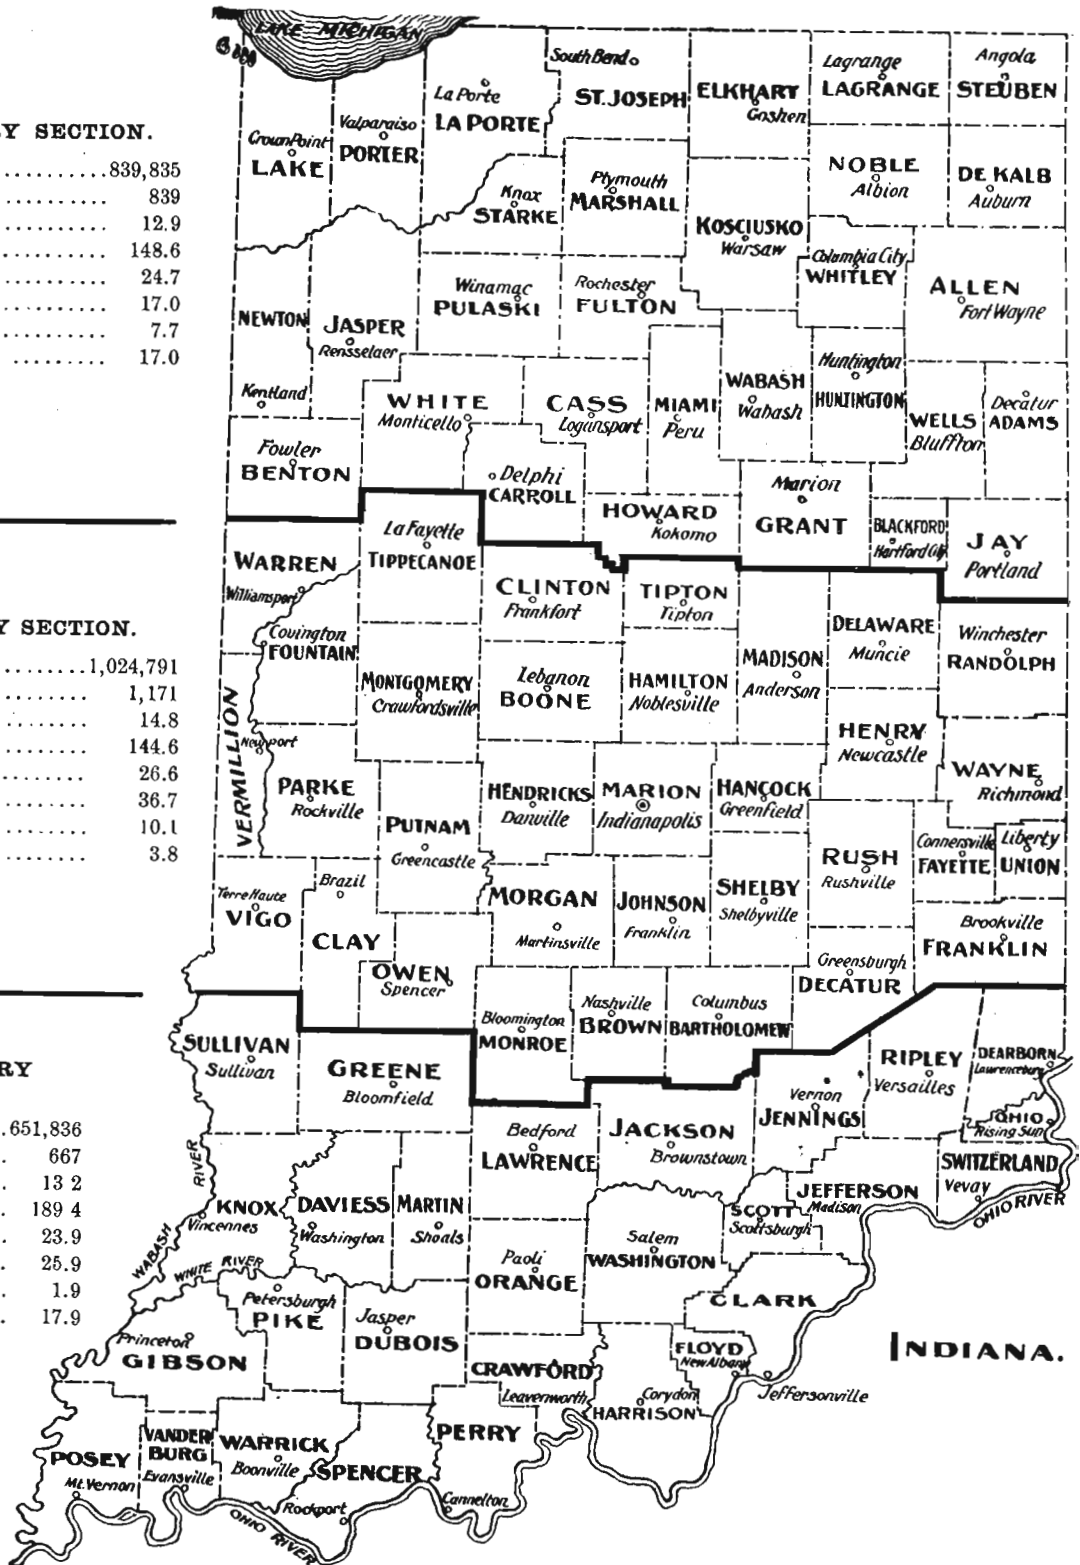 Y SECTION.
..........839,835
.......... 839
.......... 12.9
.......... 148.6
.......... 24.7
.......... 17.0
.......... 7.7
.......... 17.0
Y SECTION.
........1,024,791
........ 1,171
........ 14.8
........ 144.6
........ 26.6
........ 36.7
........ 10.1
........ 3.8
RY
.651,836
. 667
. 13 2
. 189 4
. 23.9
. 25.9
. 1.9
. 17.9
LAKE MICHIGAN
South Bend
ST. JOSEPH
ELKHART
Goshen
Lagrange
LAGRANGE
Angola
STEUBEN
La Porte
LA PORTE
Crown Point
LAKE
Valparaiso
PORTER
Knox
STARKE
Plymouth
MARSHALL
KOSCIUSKO
Warsaw
NOBLE
Albion
DE KALB
Auburn
Columbia City
WHITLEY
ALLEN
Fort Wayne
NEWTON
Kentland
JASPER
Rensselaer
Winamac
PULASKI
Rochester
FULTON
WHITE
Monticello
CASS
Logansport
MIAMI
Peru
WABASH
Wabash
Huntington
HUNTINGTON
WELLS
Bluffton
Decatur
ADAMS
Fowler
BENTON
Delphi
CARROLL
HOWARD
Kokomo
Marion
GRANT
BLACKFORD
Hartford City
JAY
Portland
WARREN
Williamsport
La Fayette
TIPPECANOE
CLINTON
Frankfort
TIPTON
Tipton
DELAWARE
Muncie
Winchester
RANDOLPH
Covington
FOUNTAIN
MONTGOMERY
Crawfordsville
Lebanon
BOONE
HAMILTON
Noblesville
MADISON
Anderson
HENRY
Newcastle
WAYNE
Richmond
VERMILLION
Newport
PARKE
Rockville
PUTNAM
Greencastle
HENDRICKS
Danville
MARION
Indianapolis
HANCOCK
Greenfield
RUSH
Rushville
Connersville
FAYETTE
Liberty
UNION
Terre Haute
VIGO
Brazil
CLAY
OWEN
Spencer
MORGAN
Martinsville
JOHNSON
Franklin
SHELBY
Shelbyville
Greensburgh
DECATUR
Brookville
FRANKLIN
SULLIVAN
Sullivan
GREENE
Bloomfield
Bloomington
MONROE
Nashville
BROWN
Columbus
BARTHOLOMEW
Vernon
JENNINGS
RIPLEY
Versailles
DEARBORN
Lawrenceburg
OHIO
Rising Sun
SWITZERLAND
Vevay
OHIO RIVER
Bedford
LAWRENCE
JACKSON
Brownstown
JEFFERSON
Madison
SCOTT
Scottsburgh
WABASH RIVER
KNOX
Vincennes
DAVIESS
Washington
MARTIN
Shoals
Paoli
ORANGE
Salem
WASHINGTON
CLARK
Jeffersonville
WHITE RIVER
Petersburgh
PIKE
Jasper
DUBOIS
Princeton
GIBSON
CRAWFORD
Leavenworth
FLOYD
New Albany
Corydon
HARRISON
INDIANA.
POSEY
Mt. Vernon
VANDER
BURG
Evansville
WARRICK
Boonville
SPENCER
Rockport
PERRY
Cannelton
OHIO RIVER